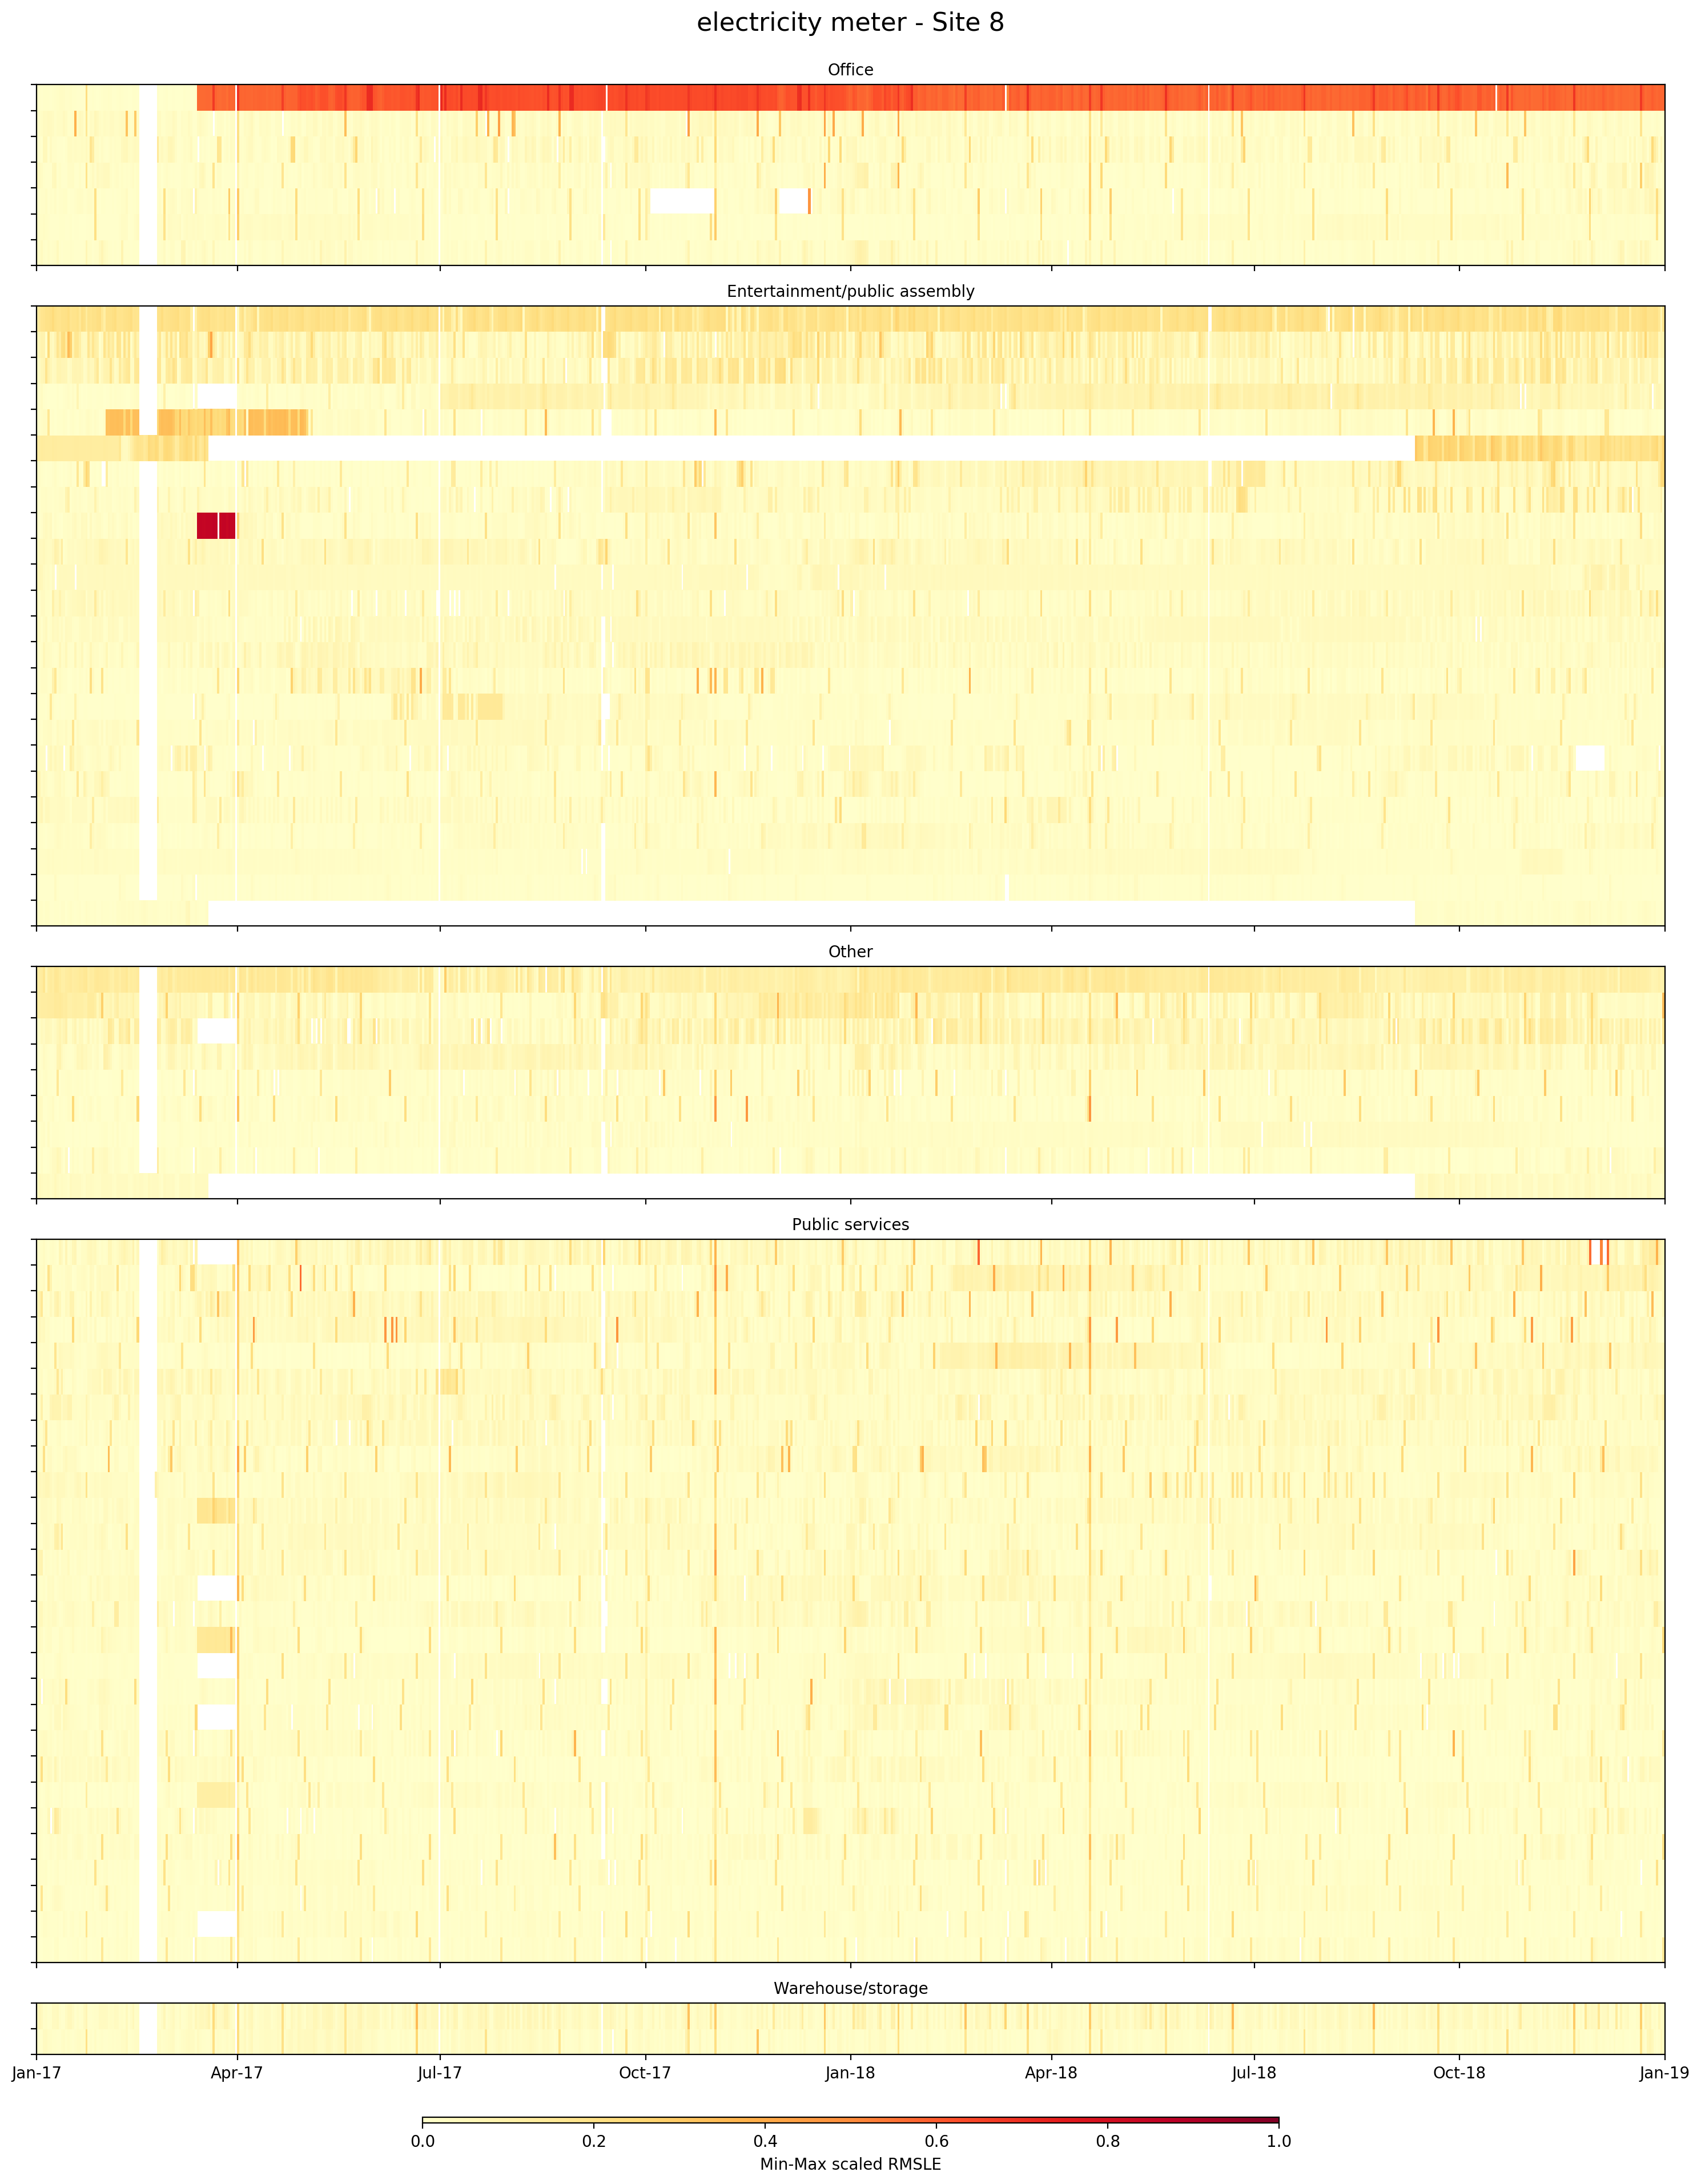 electricity meter - Site 8
Office
Entertainment/public assembly
Other
Public services
Warehouse/storage
Jan-17 Apr-17 Jul-17 Oct-17 Jan-18 Apr-18 Jul-18 Oct-18 Jan-19
0.0 0.2 0.4 0.6 0.8 1.0
Min-Max scaled RMSLE